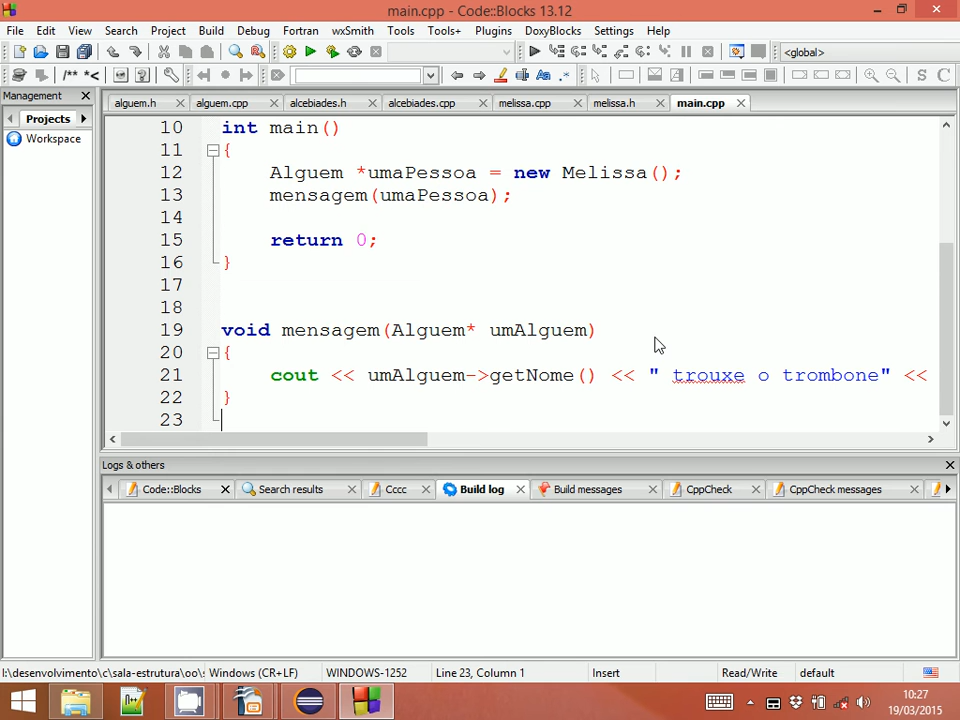 main.cpp - Code::Blocks 13.12
File Edit View Search Project Build Debug Fortran wxSmith Tools Tools+ Plugins DoxyBlocks Settings Help
<global>
/** *<
Aa .* S C
Management
alguem.h alguem.cpp alcebiades.h alcebiades.cpp melissa.cpp melissa.h main.cpp
Projects
Workspace
10 int main()
11 {
12 Alguem *umaPessoa = new Melissa();
13 mensagem(umaPessoa);
14
15 return 0;
16 }
17
18
19 void mensagem(Alguem* umAlguem)
20 {
21 cout << umAlguem->getNome() << " trouxe o trombone" <<
22 }
23
Logs & others
Code::Blocks Search results Cccc Build log Build messages CppCheck CppCheck messages
l:\desenvolvimento\c\sala-estrutura\oo\s Windows (CR+LF) WINDOWS-1252 Line 23, Column 1 Insert Read/Write default
10:27
19/03/2015